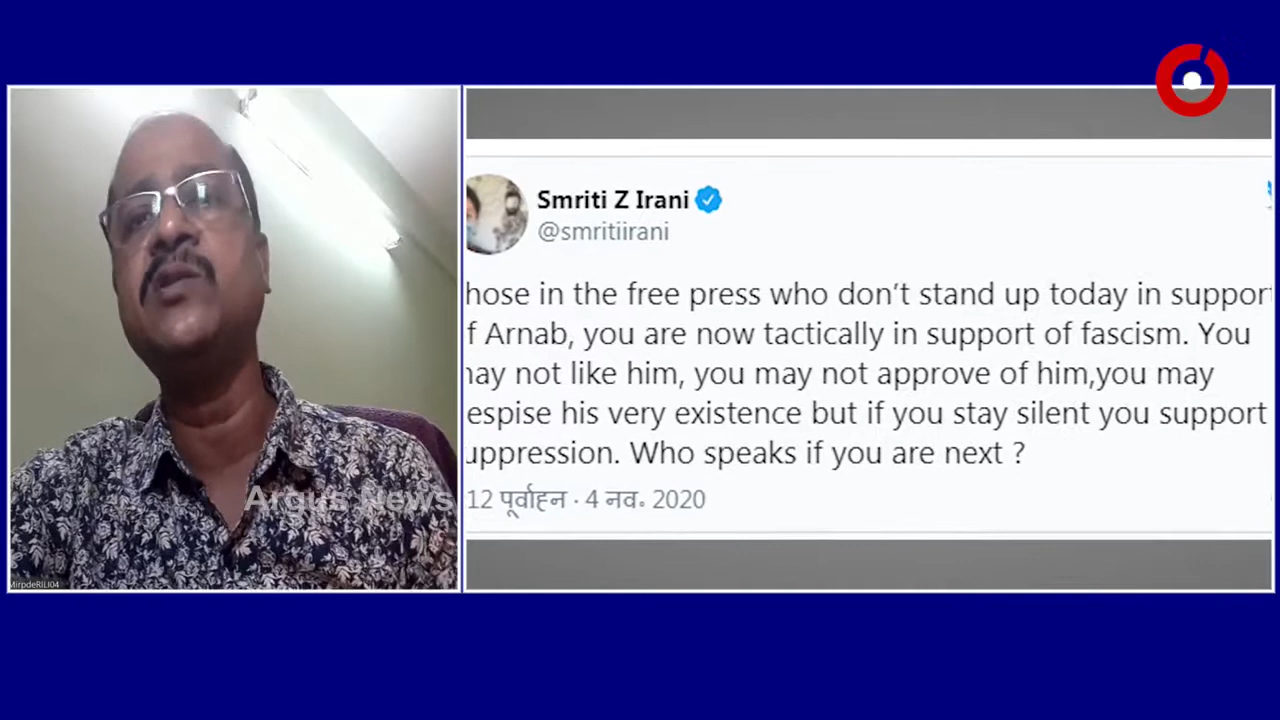 Smriti Z Irani
@smritiirani
hose in the free press who don't stand up today in support
f Arnab, you are now tactically in support of fascism. You
nay not like him, you may not approve of him,you may
espise his very existence but if you stay silent you support
uppression. Who speaks if you are next ?
12 पूर्वाह्न · 4 नव॰ 2020
Argus News